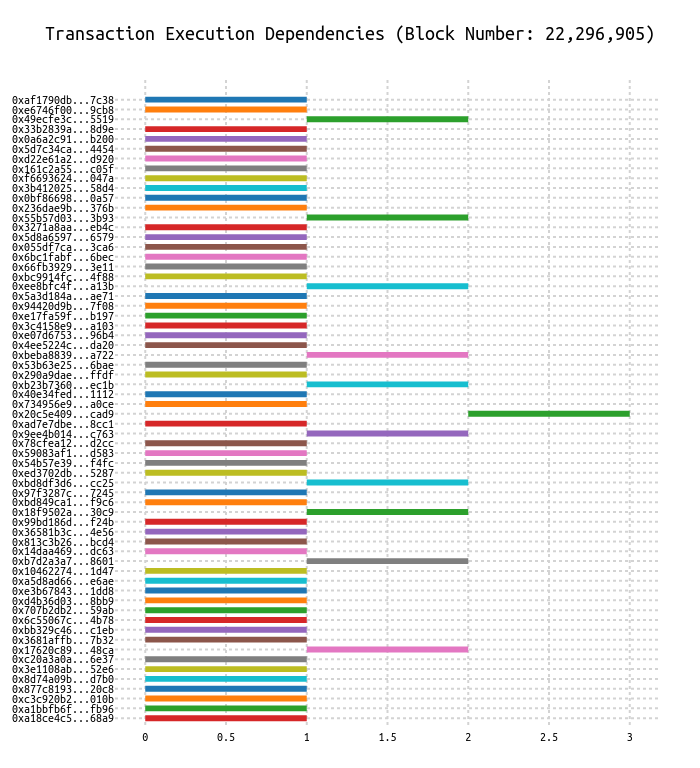 Transaction Execution Dependencies (Block Number: 22,296,905)
0xaf1790db...7c38
0xe6746f00...9cb8
0x49ecfe3c...5519
0x33b2839a...8d9e
0x0a6a2c91...b200
0x5d7c34ca...4454
0xd22e61a2...d920
0x161c2a55...c05f
0xf6693624...047a
0x3b412025...58d4
0x0bf86698...0a57
0x236dae9b...376b
0x55b57d03...3b93
0x3271a8aa...eb4c
0x5d8a6597...6579
0x055df7ca...3ca6
0x6bc1fabf...6bec
0x66fb3929...3e11
0xbc9914fc...4f88
0xee8bfc4f...a13b
0x5a3d184a...ae71
0x94420d9b...7f08
0xe17fa59f...b197
0x3c4158e9...a103
0xe07d6753...96b4
0x4ee5224c...da20
0xbeba8839...a722
0x53b63e25...6bae
0x290a9dae...ffdf
0xb23b7360...ec1b
0x40e34fed...1112
0x734956e9...a0ce
0x20c5e409...cad9
0xad7e7dbe...8cc1
0x9ee4b014...c763
0x78cfea12...d2cc
0x59083af1...d583
0x54b57e39...f4fc
0xed3702db...5287
0xbd8df3d6...cc25
0x97f3287c...7245
0xbd849ca1...f9c6
0x18f9502a...30c9
0x99bd186d...f24b
0x36581b3c...4e56
0x813c3b26...bcd4
0x14daa469...dc63
0xb7d2a3a7...8601
0x10462274...1d47
0xa5d8ad66...e6ae
0xe3b67843...1dd8
0xd4b36d03...8bb9
0x707b2db2...59ab
0x6c55067c...4b78
0xbb329c46...c1eb
0x3681affb...7b32
0x17620c89...48ca
0xc20a3a0a...6e37
0x3e1108ab...52e6
0x8d74a09b...d7b0
0x877c8193...20c8
0xc3c920b2...010b
0xa1bbfb6f...fb96
0xa18ce4c5...68a9
0 0.5 1 1.5 2 2.5 3